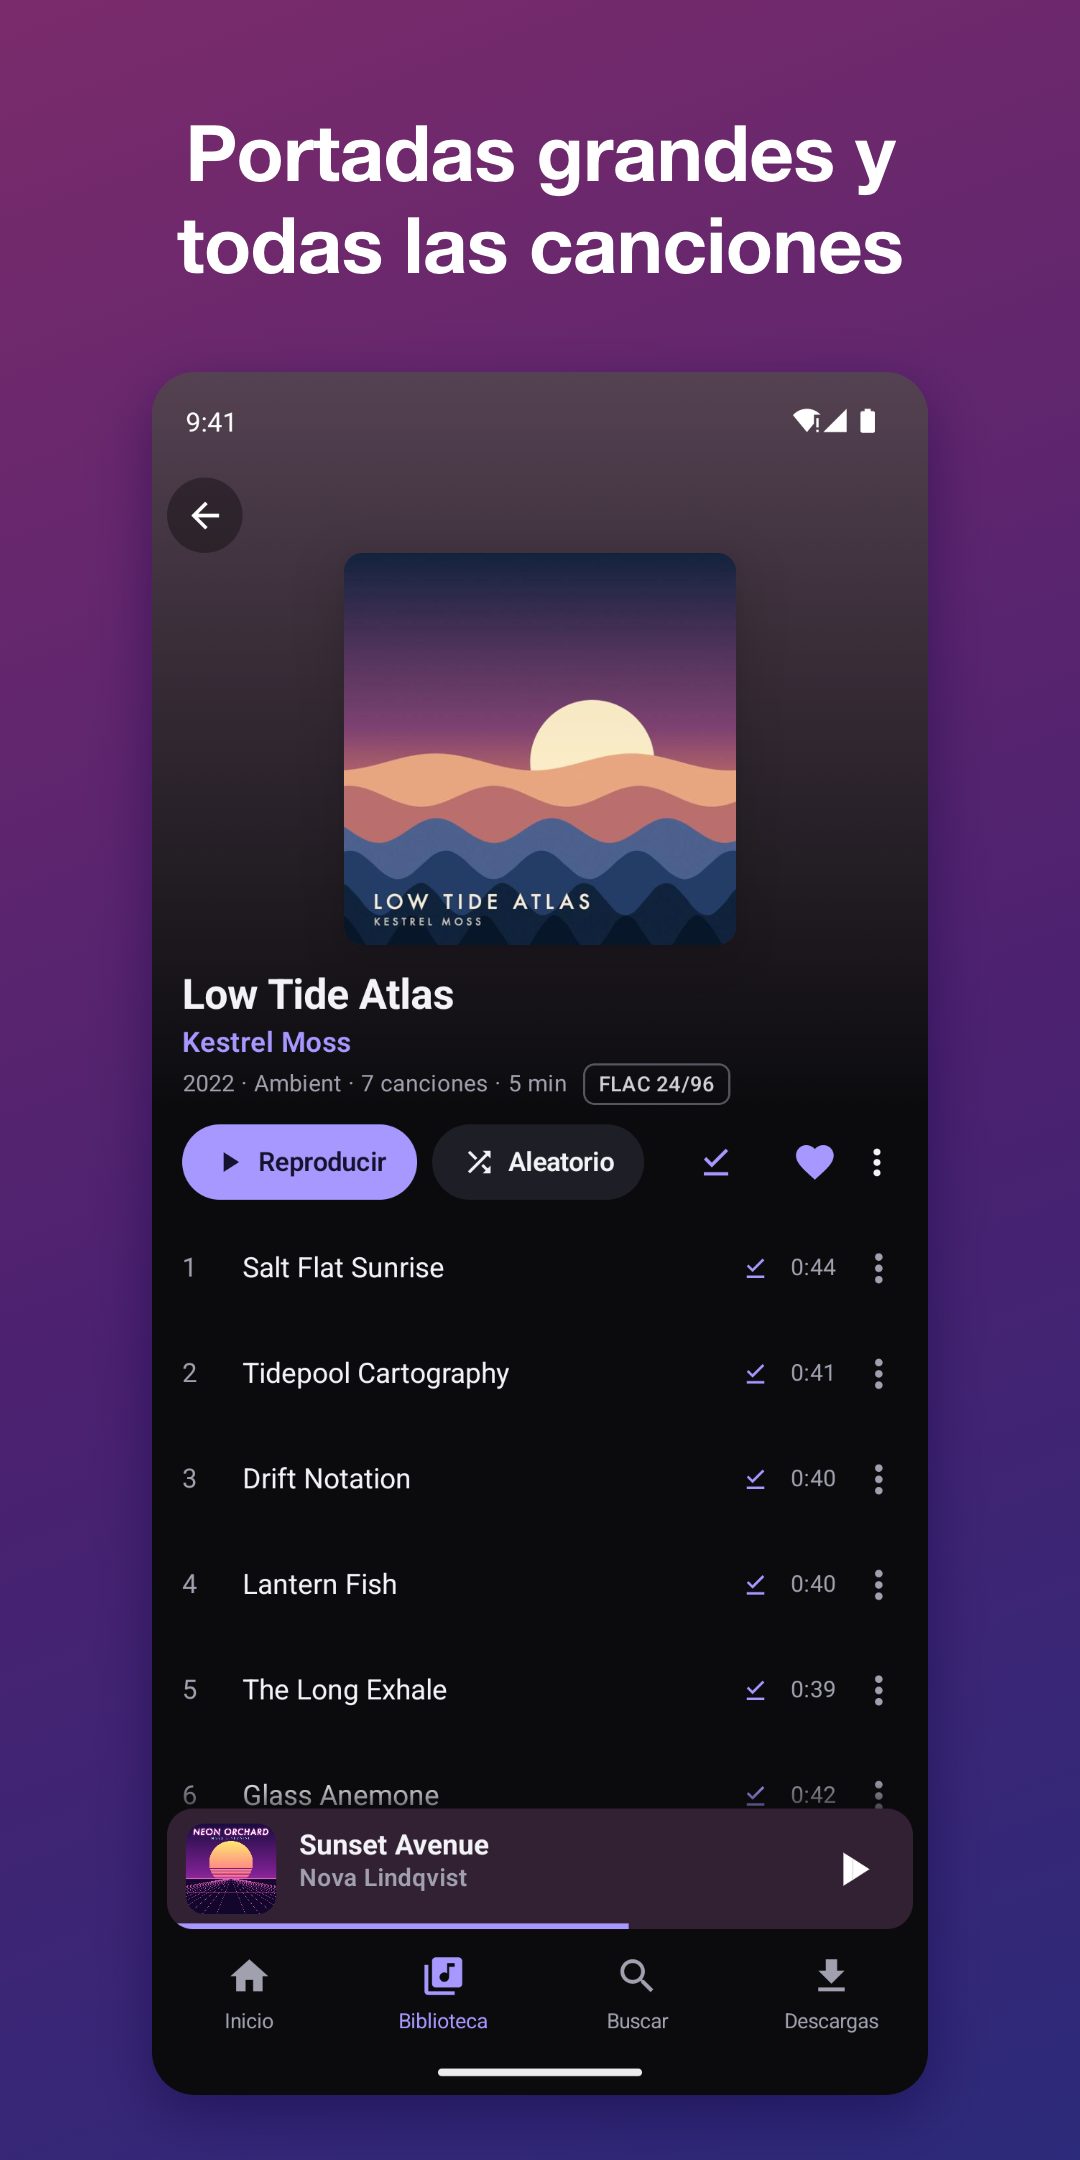 Portadas grandes y
todas las canciones
9:41
LOW TIDE ATLAS
KESTREL MOSS
Low Tide Atlas
Kestrel Moss
2022 · Ambient · 7 canciones · 5 min FLAC 24/96
Reproducir Aleatorio
1 Salt Flat Sunrise 0:44
2 Tidepool Cartography 0:41
3 Drift Notation 0:40
4 Lantern Fish 0:40
5 The Long Exhale 0:39
6 Glass Anemone 0:42
NEON ORCHARD
Sunset Avenue
Nova Lindqvist
Inicio Biblioteca Buscar Descargas